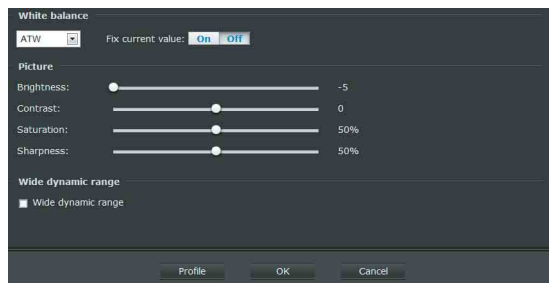 White balance
ATW Fix current value: On Off
Picture
Brightness: -5
Contrast: 0
Saturation: 50%
Sharpness: 50%
Wide dynamic range
Wide dynamic range
Profile OK Cancel